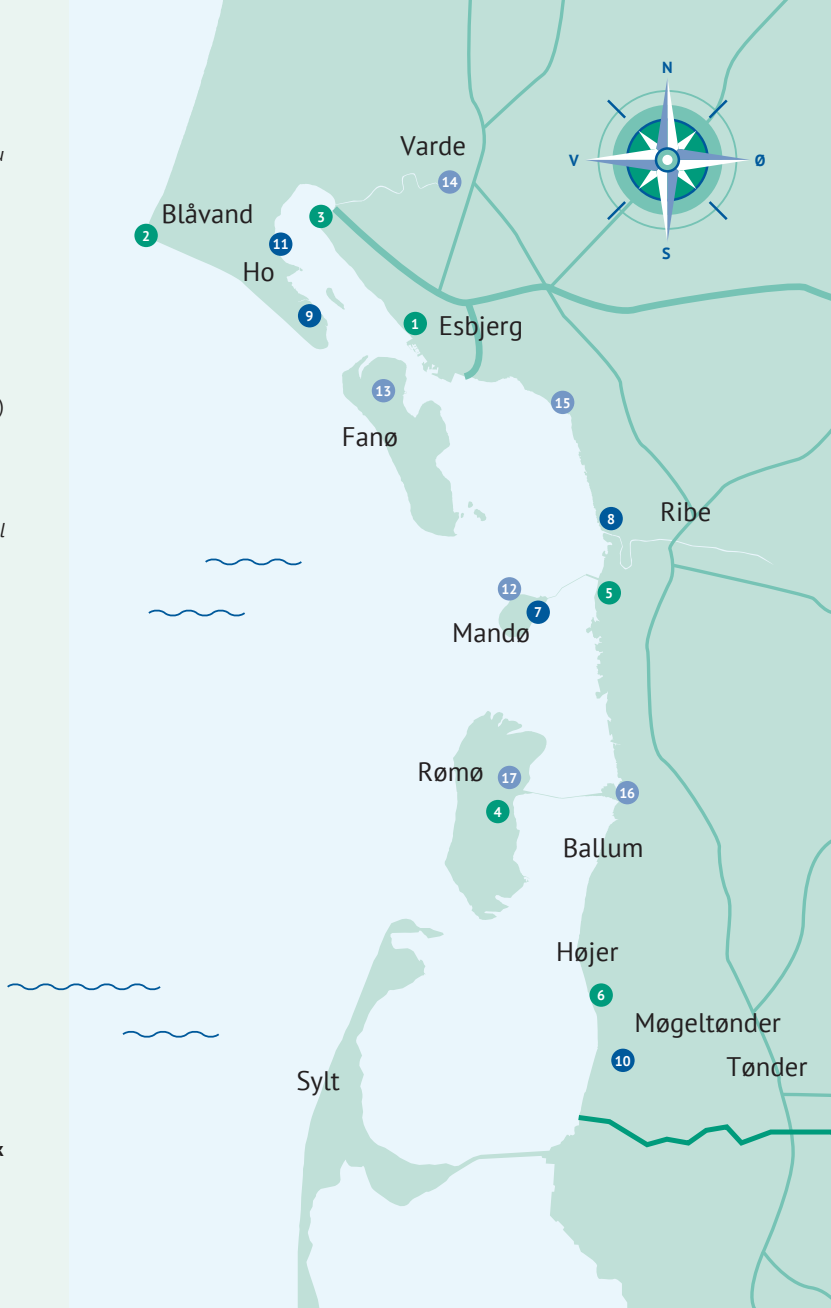 N
u
Varde
V
Ø
14
Blåvand
3
2
11
S
Ho
9
1
Esbjerg
13
15
)
Fanø
8
Ribe
l
12
5
7
Mandø
Rømø
17
16
4
Ballum
Højer
6
Møgeltønder
10
Tønder
Sylt
k